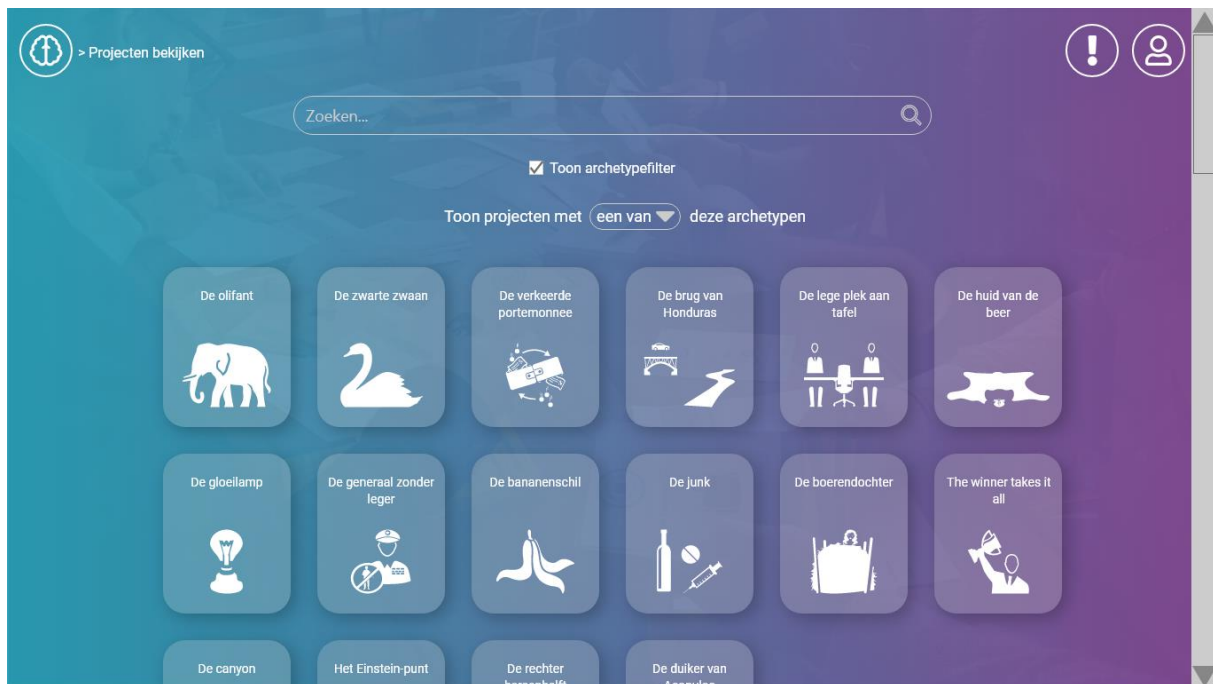 > Projecten bekijken
Zoeken...
Toon archetypefilter
Toon projecten met een van deze archetypen
De olifant
De zwarte zwaan
De verkeerde
portemonnee
De brug van
Honduras
De lege plek aan
tafel
De huid van de
beer
De gloeilamp
De generaal zonder
leger
De bananenschil
De junk
De boerendochter
The winner takes it
all
De canyon
Het Einstein-punt
De rechter
De duiker van